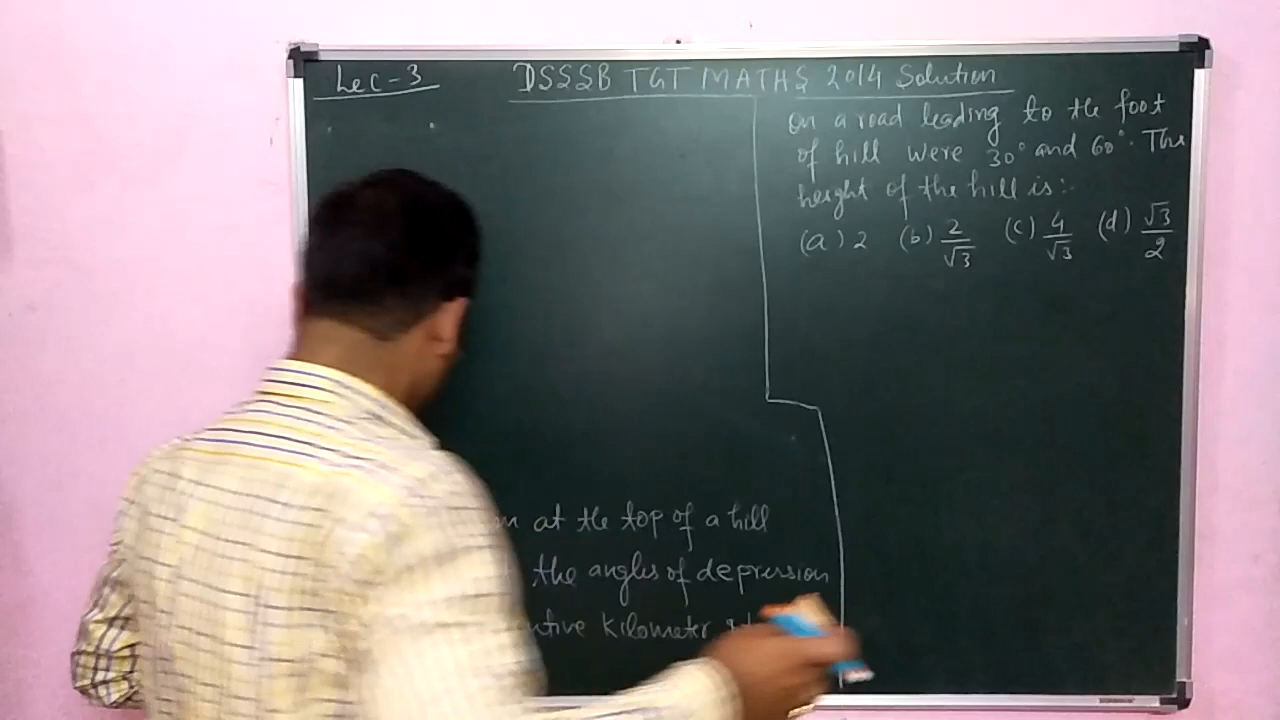 Lec-3
DSSSB TGT MATHS 2014 Solution
at the top of a hill
the angles of depression
Kilometer
on a road leading to the foot
of hill were 30° and 60°. The
height of the hill is:-
(a) 2 (b) 2/√3 (c) 4/√3 (d) √3/2